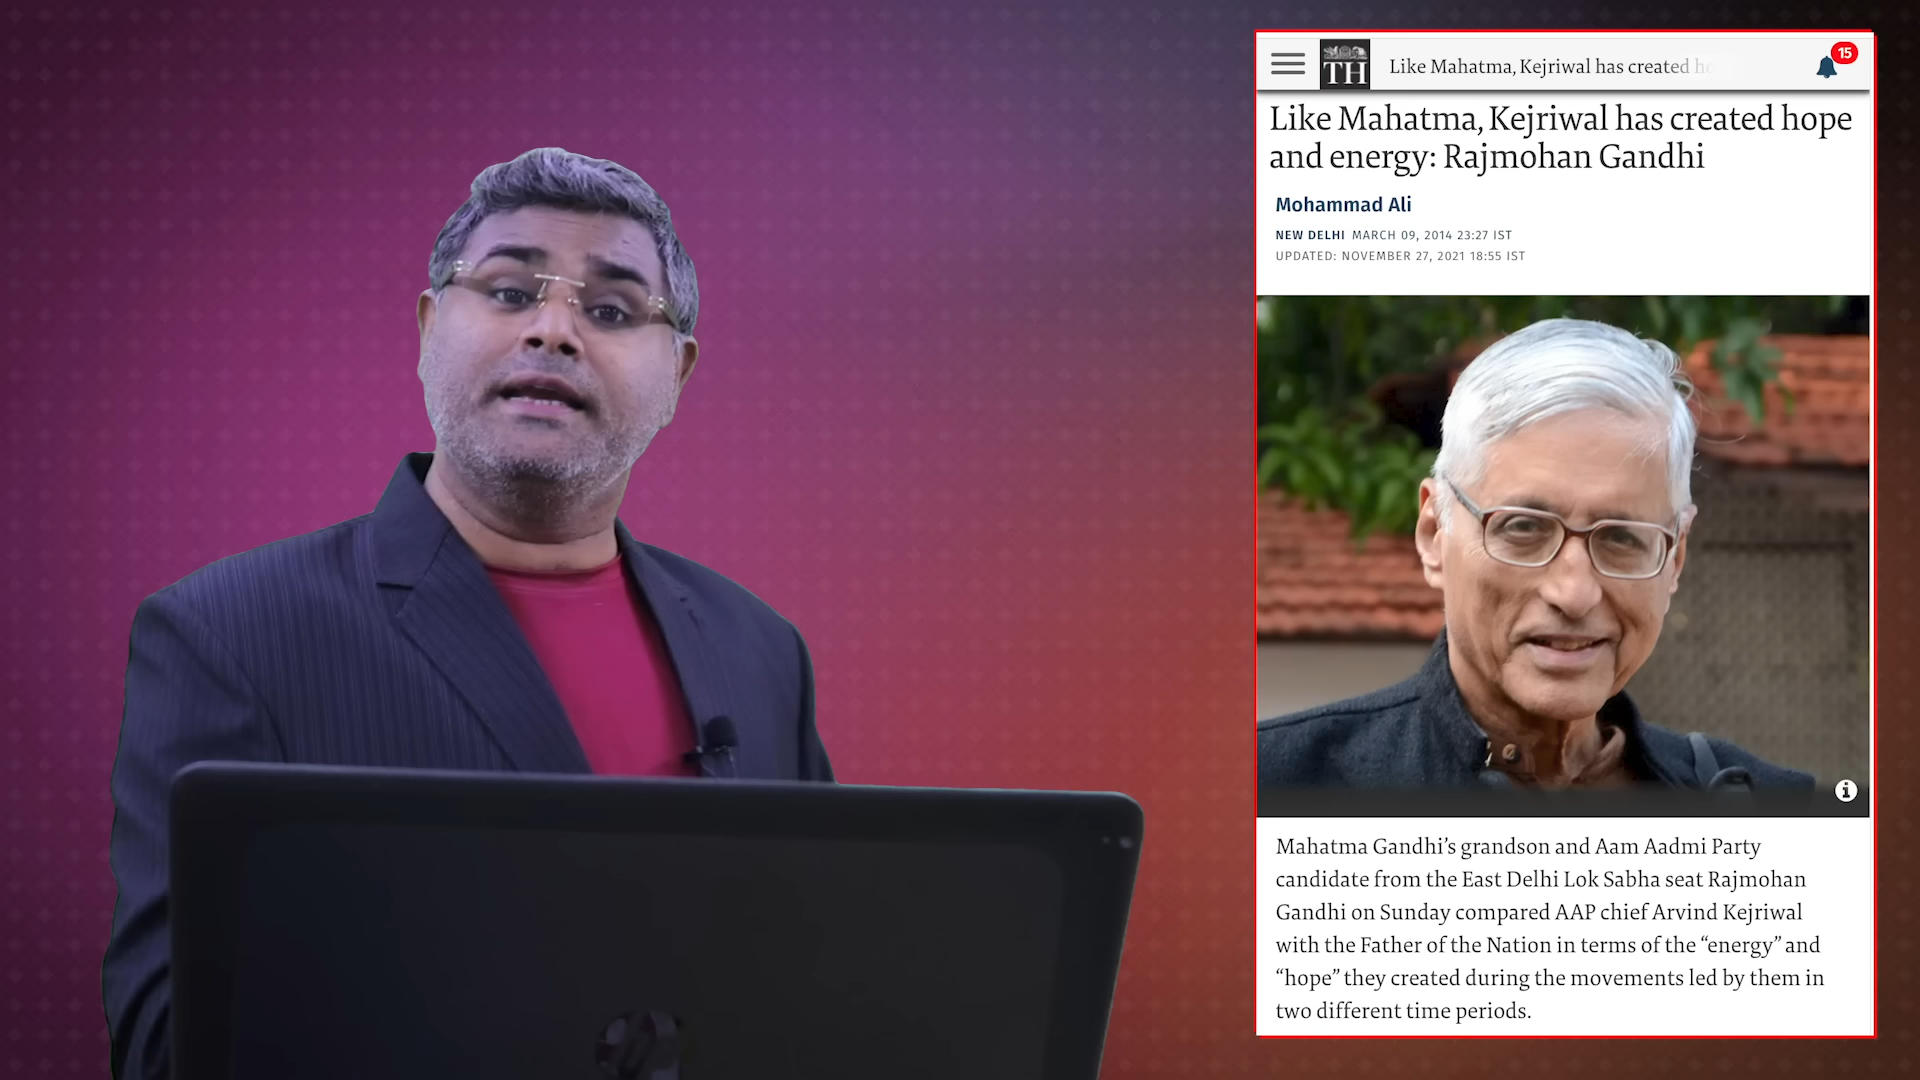 TH
Like Mahatma, Kejriwal has created
15
Like Mahatma, Kejriwal has created hope
and energy: Rajmohan Gandhi
Mohammad Ali
NEW DELHI MARCH 09, 2014 23:27 IST
UPDATED: NOVEMBER 27, 2021 18:55 IST
Mahatma Gandhi’s grandson and Aam Aadmi Party
candidate from the East Delhi Lok Sabha seat Rajmohan
Gandhi on Sunday compared AAP chief Arvind Kejriwal
with the Father of the Nation in terms of the “energy” and
“hope” they created during the movements led by them in
two different time periods.